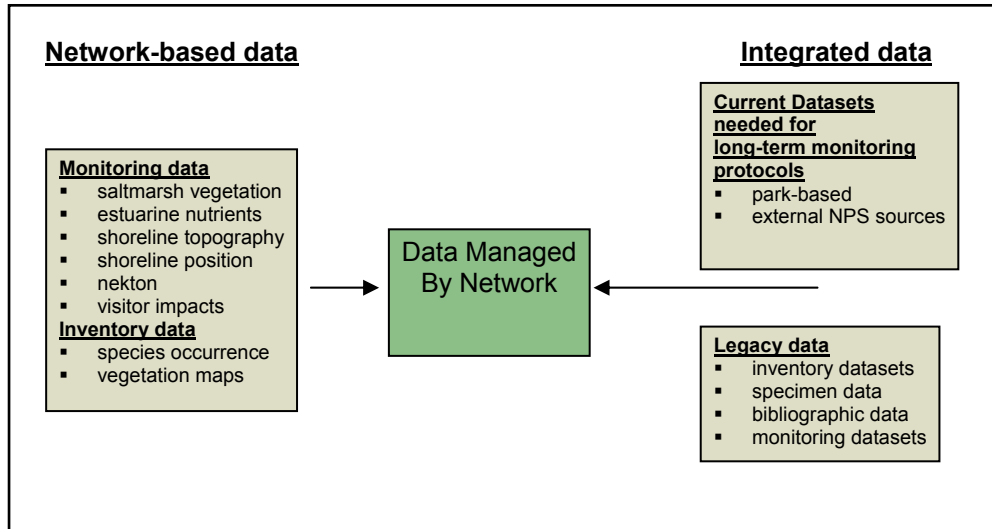 Network-based data
Monitoring data
▪ saltmarsh vegetation
▪ estuarine nutrients
▪ shoreline topography
▪ shoreline position
▪ nekton
▪ visitor impacts
Inventory data
▪ species occurrence
▪ vegetation maps
Data Managed
By Network
Integrated data
Current Datasets
needed for
long-term monitoring
protocols
▪ park-based
▪ external NPS sources
Legacy data
▪ inventory datasets
▪ specimen data
▪ bibliographic data
▪ monitoring datasets